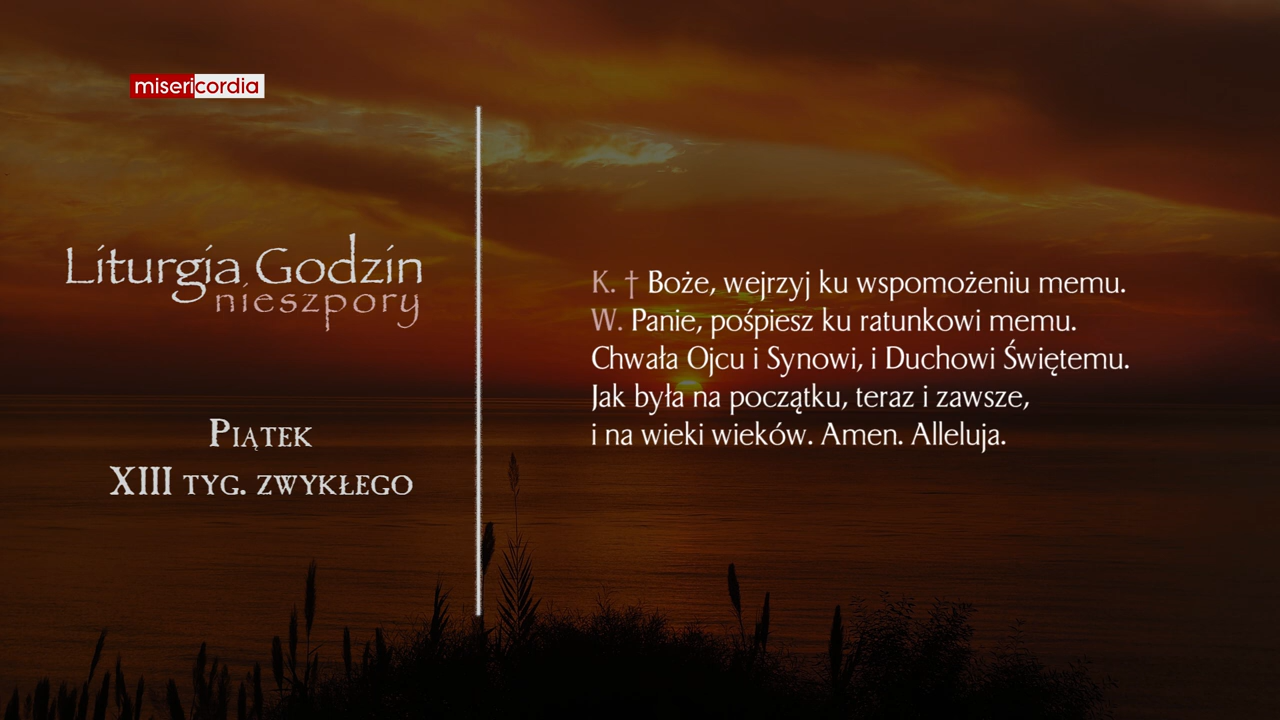 misericordia
Liturgia Godzin
nieszpory
Piątek
XIII tyg. zwykłego
K. † Boże, wejrzyj ku wspomożeniu memu.
W. Panie, pośpiesz ku ratunkowi memu.
Chwała Ojcu i Synowi, i Duchowi Świętemu.
Jak była na początku, teraz i zawsze,
i na wieki wieków. Amen. Alleluja.